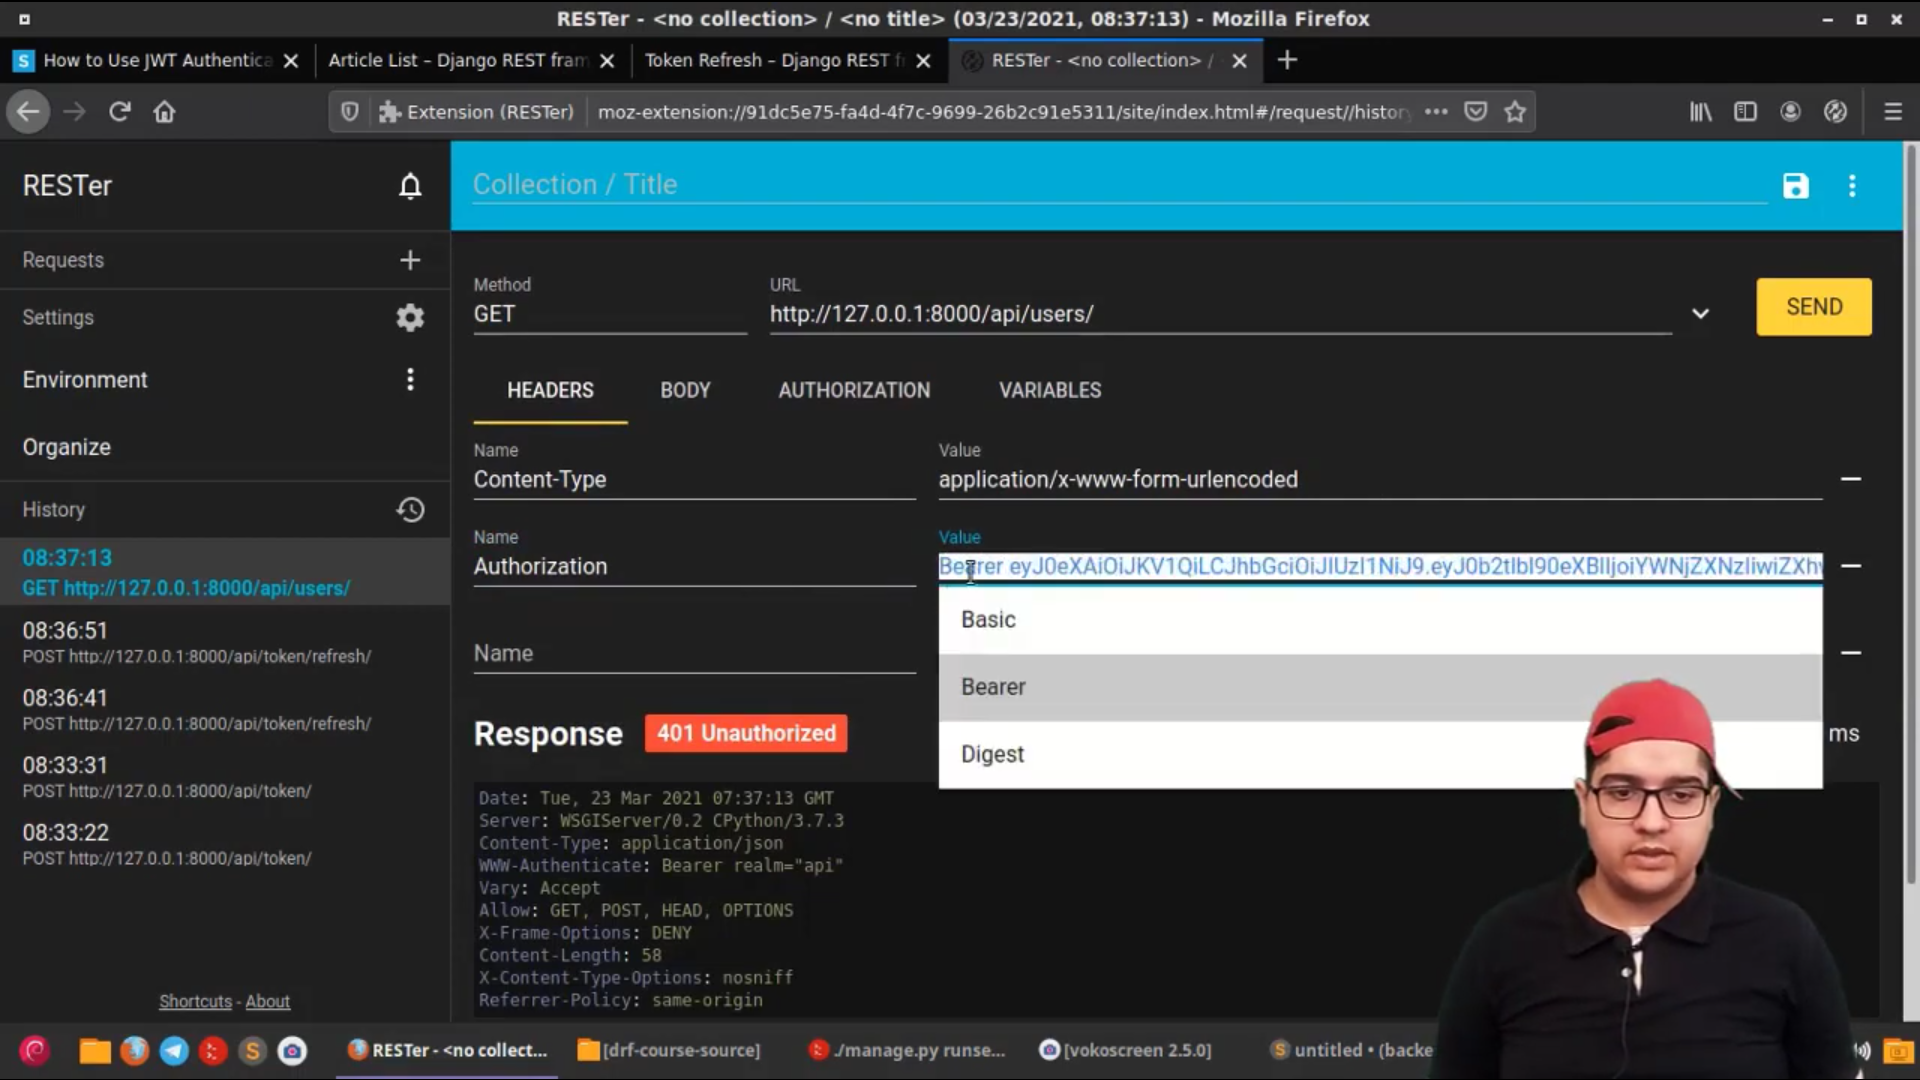 RESTer - <no collection> / <no title> (03/23/2021, 08:37:13) - Mozilla Firefox
How to Use JWT Authentica
Article List – Django REST fram
Token Refresh – Django REST f
RESTer - <no collection> /
Extension (RESTer)
moz-extension://91dc5e75-fa4d-4f7c-9699-26b2c91e5311/site/index.html#/request//histor
RESTer
Collection / Title
Requests
Settings
Environment
Organize
History
08:37:13
GET http://127.0.0.1:8000/api/users/
08:36:51
POST http://127.0.0.1:8000/api/token/refresh/
08:36:41
POST http://127.0.0.1:8000/api/token/refresh/
08:33:31
POST http://127.0.0.1:8000/api/token/
08:33:22
POST http://127.0.0.1:8000/api/token/
Shortcuts - About
Method
GET
URL
http://127.0.0.1:8000/api/users/
SEND
HEADERS
BODY
AUTHORIZATION
VARIABLES
Name
Content-Type
Value
application/x-www-form-urlencoded
Name
Authorization
Value
Bearer
Basic
Bearer
Digest
Name
Response
401 Unauthorized
ms
Date: Tue, 23 Mar 2021 07:37:13 GMT
Server: WSGIServer/0.2 CPython/3.7.3
Content-Type: application/json
WWW-Authenticate: Bearer realm="api"
Vary: Accept
Allow: GET, POST, HEAD, OPTIONS
X-Frame-Options: DENY
Content-Length: 58
X-Content-Type-Options: nosniff
Referrer-Policy: same-origin
RESTer - <no collect...
[drf-course-source]
./manage.py runse...
[vokoscreen 2.5.0]
untitled • (backe